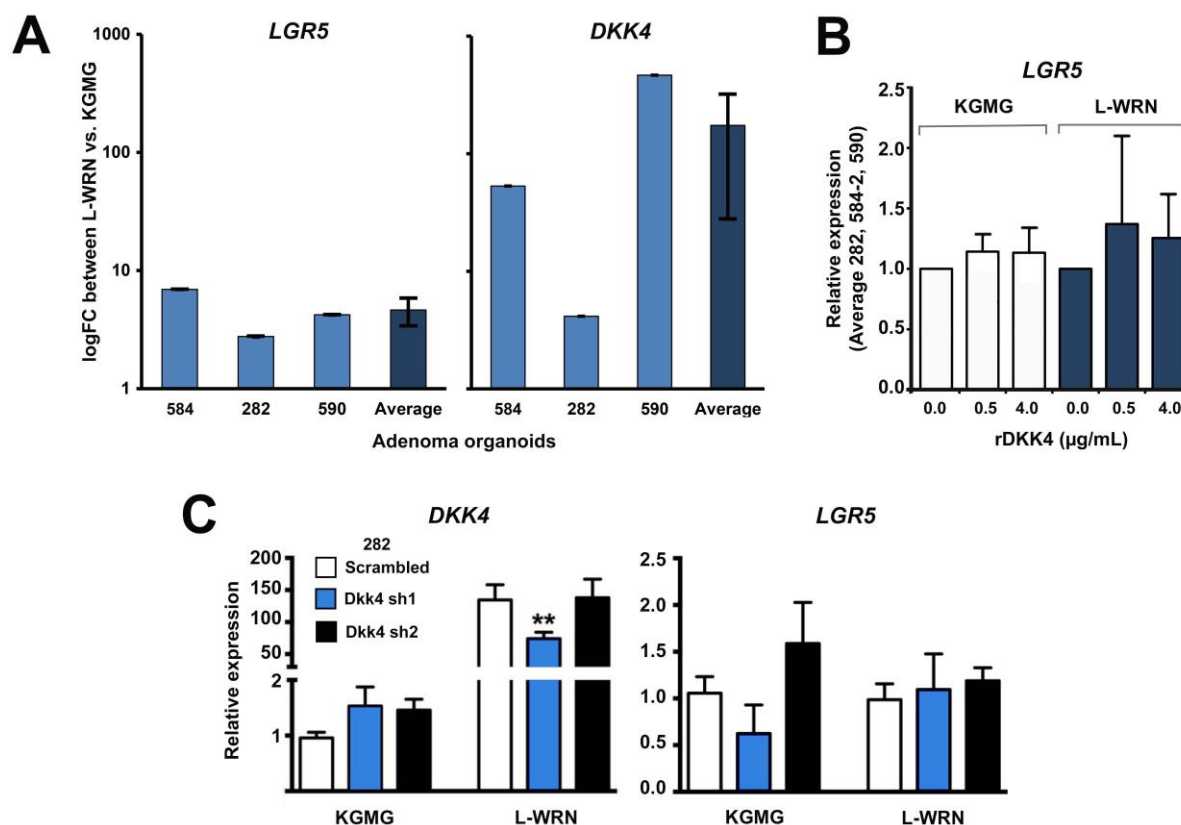 A
LGR5
DKK4
logFC between L-WRN vs. KGMG
1000
100
10
1
584
282
590
Average
584
282
590
Average
Adenoma organoids
B
LGR5
KGMG
L-WRN
Relative expression
(Average 282, 584-2, 590)
2.5
2.0
1.5
1.0
0.5
0.0
0.0
0.5
4.0
0.0
0.5
4.0
rDKK4 (µg/mL)
C
DKK4
282
Scrambled
Dkk4 sh1
Dkk4 sh2
Relative expression
200
150
100
50
2
1
**
KGMG
L-WRN
LGR5
2.5
2.0
1.5
1.0
0.5
0.0
KGMG
L-WRN